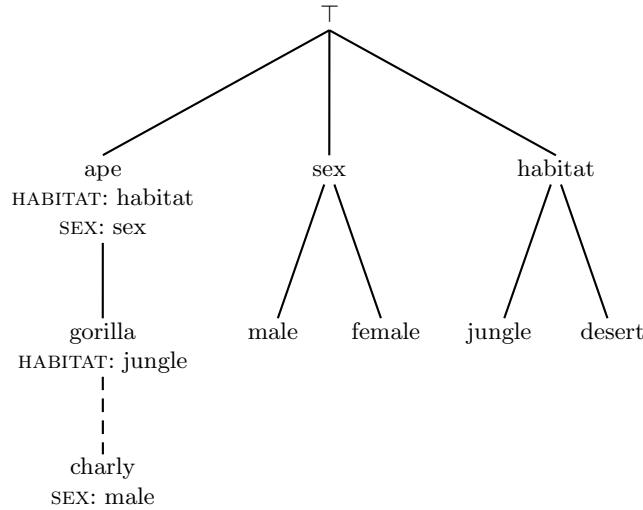 ⊤
ape sex habitat
HABITAT: habitat
SEX: sex
gorilla male female jungle desert
HABITAT: jungle
charly
SEX: male